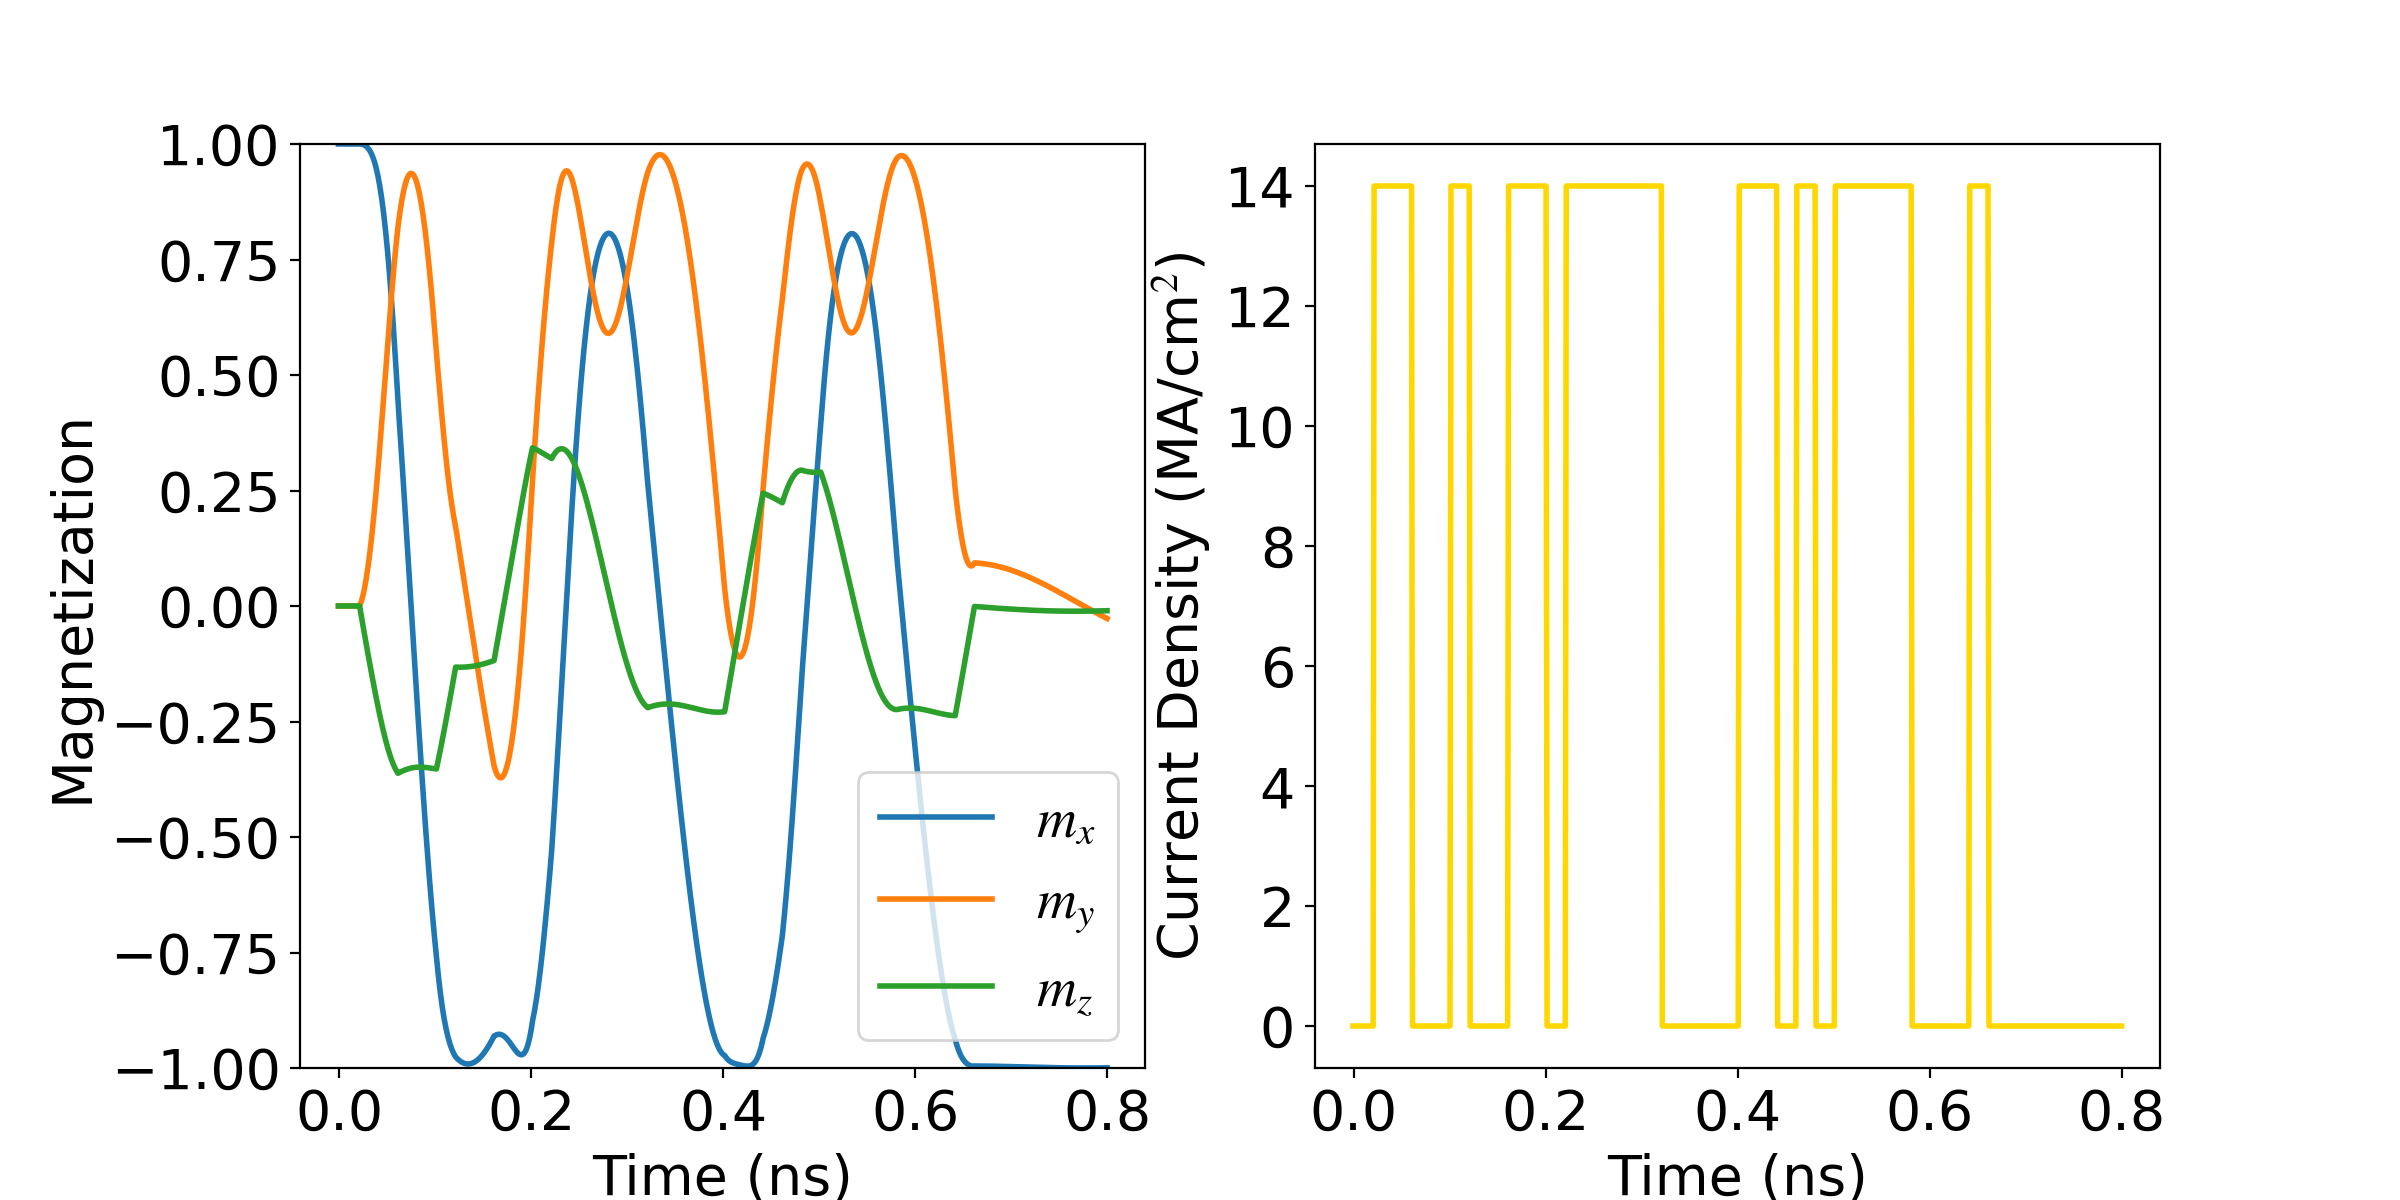 Magnetization
1.00
0.75
0.50
0.25
0.00
−0.25
−0.50
−0.75
−1.00
0.0 0.2 0.4 0.6 0.8
Time (ns)
mₓ
m_y
m_z
Current Density (MA/cm²)
14
12
10
8
6
4
2
0
0.0 0.2 0.4 0.6 0.8
Time (ns)